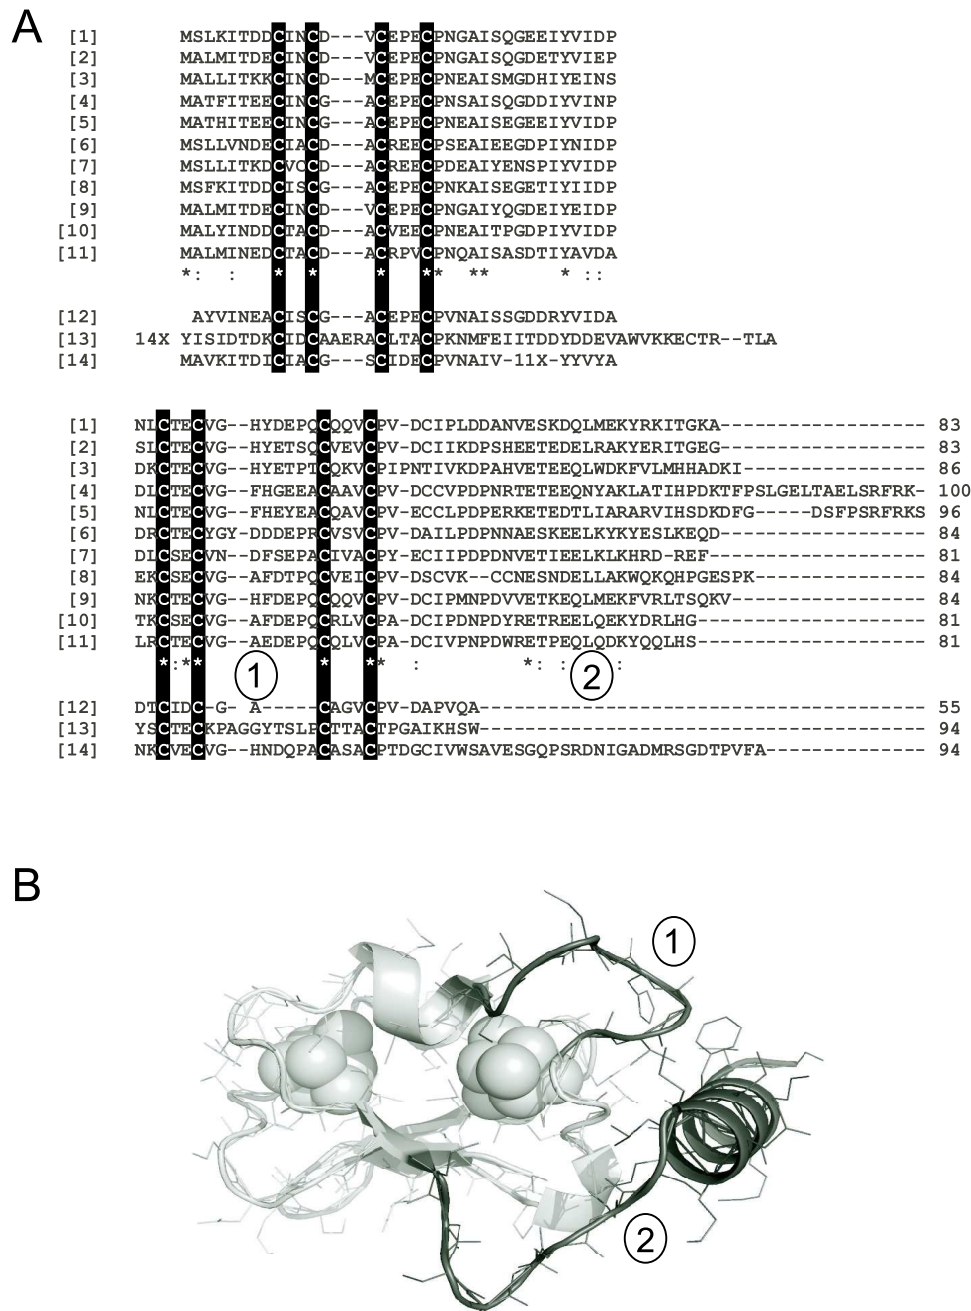 A
[1] MSLKITDDCINCD---VCEPECPNGAISQGEEIYVIDP
[2] MALMITDECINCD---VCEPECPNGAISQGDETYVIEP
[3] MALLITKKCINCD---MCEPECPNEAISMGDHIYEINS
[4] MATFITEECINCG---ACEPECPNSAISQGDDIYVINP
[5] MATHITEECINCG---ACEPECPNEAISEGEEIYVIDP
[6] MSLLVNDECIACD---ACREECPSEAIEEGDPIYNIDP
[7] MSLLITKDCVCCD---ACREECPDEAIYENSPIYVIDP
[8] MSFKITDDCISCG---ACEPECPNKAISEGETIYIIDP
[9] MALMITDECINCD---VCEPECPNGAIYQGDEIYEIDP
[10] MALYINDDCTACD---ACVEECPNEAITPGDPIYVIDP
[11] MALMINEDCTACD---ACRPVCPNQAISASDTIYAVDA
*: : * * * ** ** * ::
[12] AYVINEACISCG---ACEPECPVNAISSGDDRYVIDA
[13] 14X YISIDTDKCIDCAAERACLTACPKNMFEIITDDYDDEVAWVKKECTR--TLA
[14] MAVKITDICIACG---SCIDECPVNAIV-11X-YYVYA
[1] NLCTECVG--HYDEPQCQQVCPV-DCIPLDDANVESKDQLMEKYRKITGKA------------------ 83
[2] SLCTECVG--HYETSQCVEVCPV-DCIIKDPSHEETEDELRAKYERITGEG------------------ 83
[3] DKCTECVG--HYETPTCQKVCPIPNTIVKDPAHVETEEQLWDKFVLMHHADKI---------------- 86
[4] DLCTECVG--FHGEEACAAVCPV-DCCVPDPNRTETEEQNYAKLATIHPDKTFPSLGELTAELSRFRK- 100
[5] NLCTECVG--FHEYEACQAVCPV-ECCLPDPERKETEDTLIARARVIHSDKDFG-----DSFPSRFRKS 96
[6] DRCTECYGY-DDDEPRCVSVCPV-DAILPDPNNAESKEELKYKYESLKEQD------------------ 84
[7] DLCSECVN--DFSEPACIVACPY-ECIIPDPDNVETIEELKLKHRD-REF------------------- 81
[8] EKCSECVG--AFDTPQCVEICPV-DSCVK--CCNESNDELLAKWQKQHPGESPK--------------- 84
[9] NKCTECVG--HFDEPQCQQVCPV-DCIPMNPDVVETKEQLMEKFVRLTSQKV----------------- 84
[10] TKCSECVG--AFDEPQCRLVCPA-DCIPDNPDYRETREELQEKYDRLHG-------------------- 81
[11] LRCTECVG--AEDEPQCQLVCPA-DCIVPNPDWRETPEQLQDKYQQLHS-------------------- 81
*:** * ** : *: : :
1 2
[12] DTCIDC-G- A-----CAGVCPV-DAPVQA--------------------------------------- 55
[13] YSCTECKPAGGYTSLPCTTACTPGAIKHSW--------------------------------------- 94
[14] NKCVECVG--HNDQPACASACPTDGCIVWSAVESGQPSRDNIGADMRSGDTPVFA-------------- 94
B
1
2